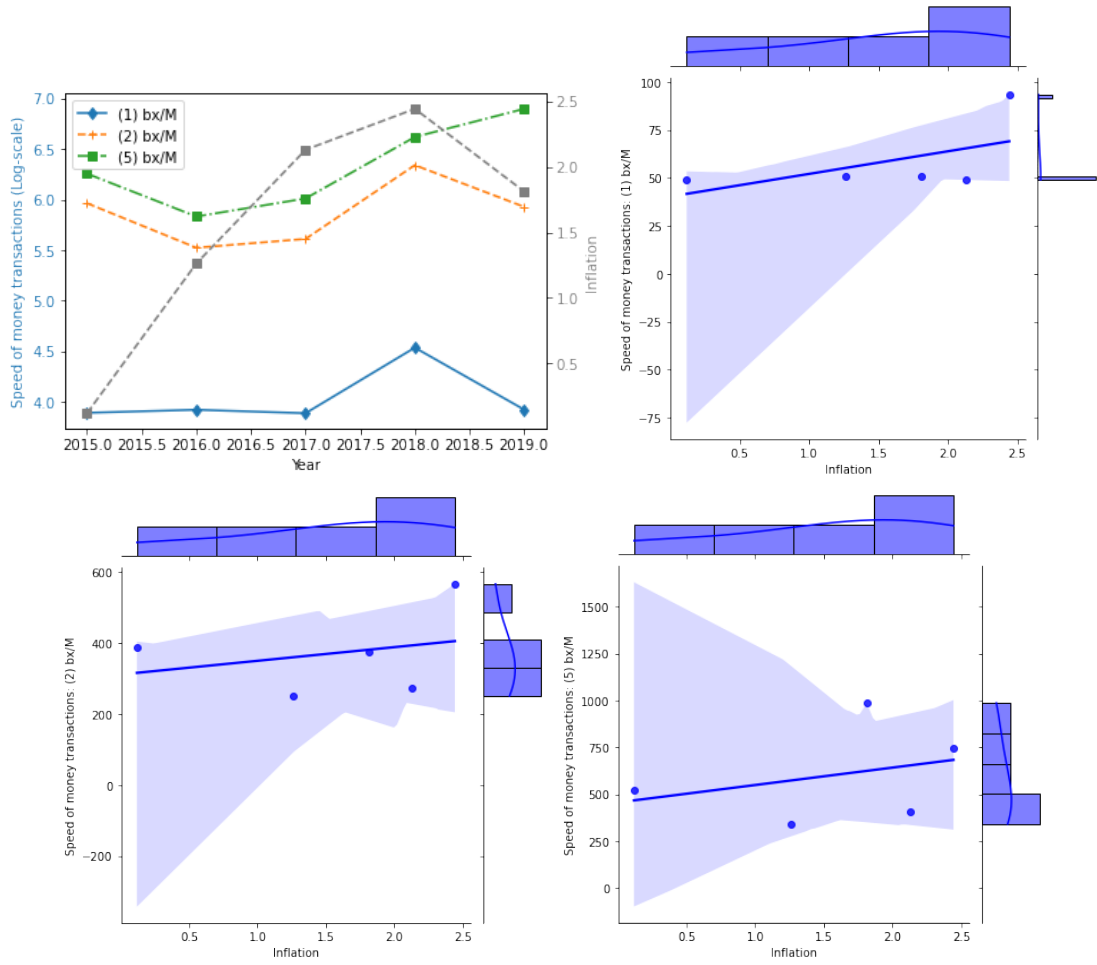 Speed of money transactions (Log-scale)
7.0
6.5
6.0
5.5
5.0
4.5
4.0
(1) bx/M
(2) bx/M
(5) bx/M
2.5
2.0
1.5
1.0
0.5
Inflation
2015.0 2015.5 2016.0 2016.5 2017.0 2017.5 2018.0 2018.5 2019.0
Year
Speed of money transactions: (1) bx/M
100
75
50
25
0
−25
−50
−75
0.5 1.0 1.5 2.0 2.5
Inflation
Speed of money transactions: (2) bx/M
600
400
200
0
−200
0.5 1.0 1.5 2.0 2.5
Inflation
Speed of money transactions: (5) bx/M
1500
1250
1000
750
500
250
0
0.5 1.0 1.5 2.0 2.5
Inflation